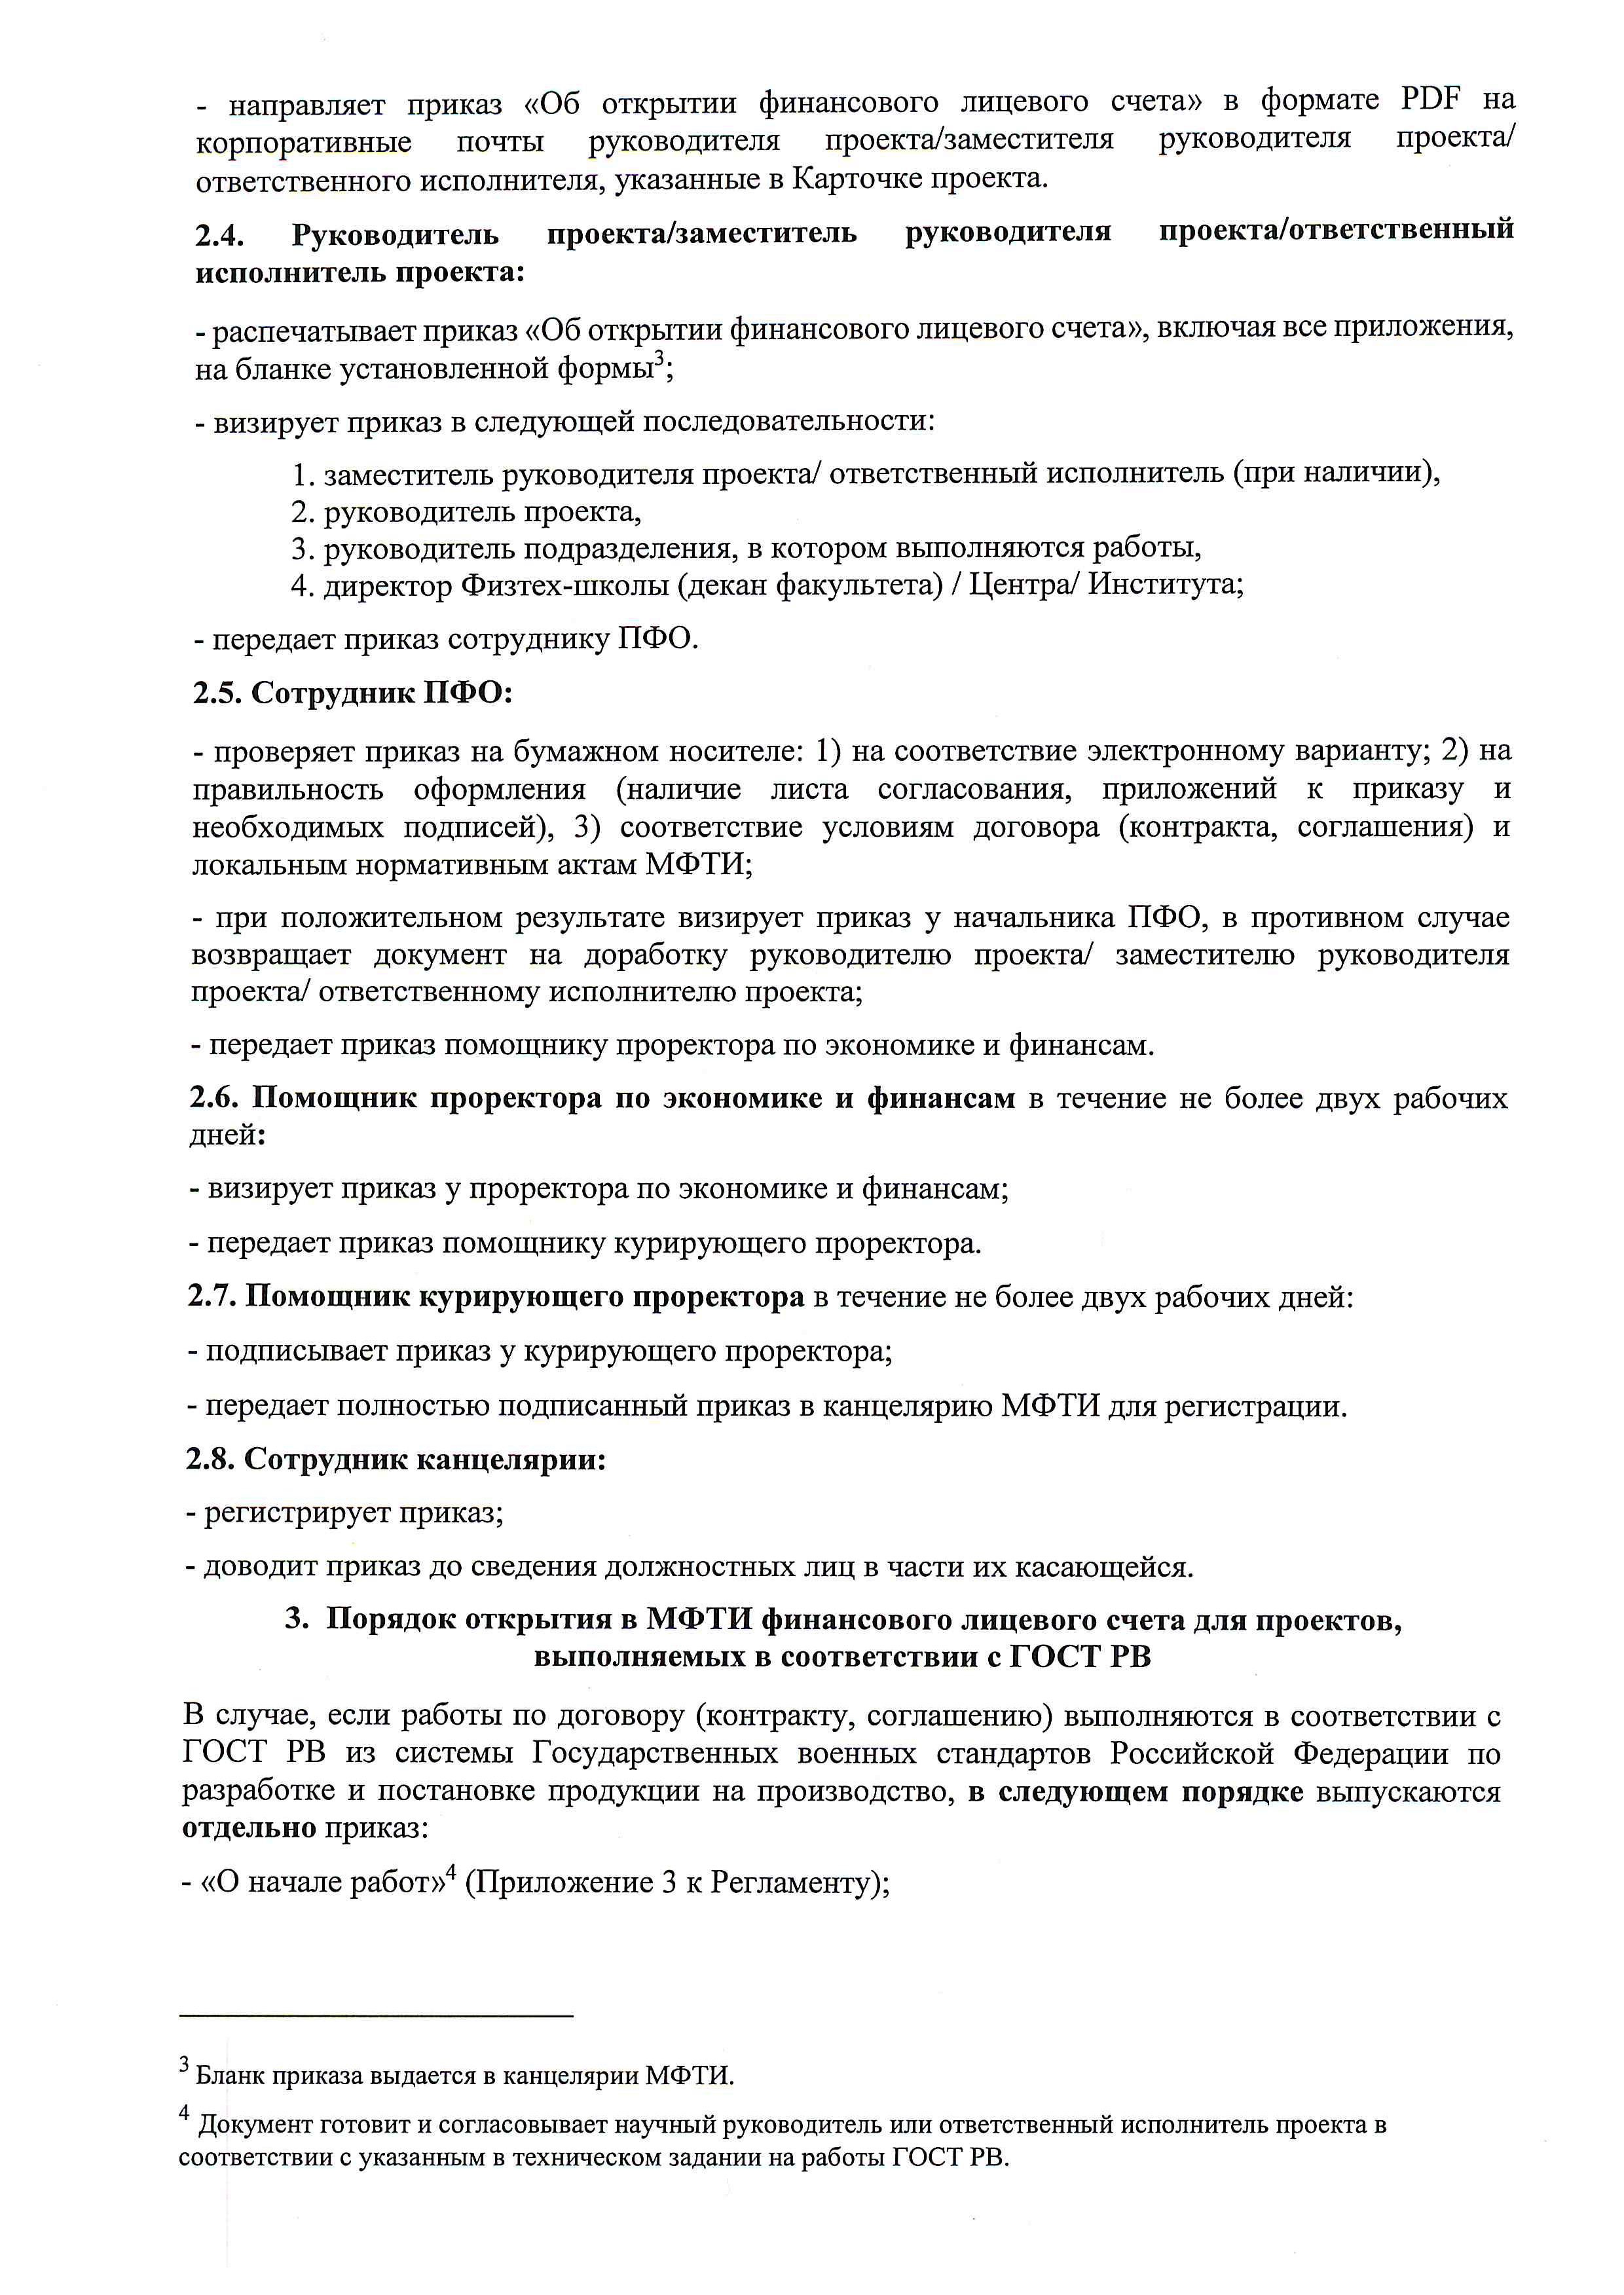 - направляет приказ «Об открытии финансового лицевого счета» в формате PDF на
корпоративные почты руководителя проекта/заместителя руководителя проекта/
ответственного исполнителя, указанные в Карточке проекта.
2.4. Руководитель проекта/заместитель руководителя проекта/ответственный
исполнитель проекта:
- распечатывает приказ «Об открытии финансового лицевого счета», включая все приложения,
на бланке установленной формы³;
- визирует приказ в следующей последовательности:
1. заместитель руководителя проекта/ ответственный исполнитель (при наличии),
2. руководитель проекта,
3. руководитель подразделения, в котором выполняются работы,
4. директор Физтех-школы (декан факультета) / Центра/ Института;
- передает приказ сотруднику ПФО.
2.5. Сотрудник ПФО:
- проверяет приказ на бумажном носителе: 1) на соответствие электронному варианту; 2) на
правильность оформления (наличие листа согласования, приложений к приказу и
необходимых подписей), 3) соответствие условиям договора (контракта, соглашения) и
локальным нормативным актам МФТИ;
- при положительном результате визирует приказ у начальника ПФО, в противном случае
возвращает документ на доработку руководителю проекта/ заместителю руководителя
проекта/ ответственному исполнителю проекта;
- передает приказ помощнику проректора по экономике и финансам.
2.6. Помощник проректора по экономике и финансам в течение не более двух рабочих
дней:
- визирует приказ у проректора по экономике и финансам;
- передает приказ помощнику курирующего проректора.
2.7. Помощник курирующего проректора в течение не более двух рабочих дней:
- подписывает приказ у курирующего проректора;
- передает полностью подписанный приказ в канцелярию МФТИ для регистрации.
2.8. Сотрудник канцелярии:
- регистрирует приказ;
- доводит приказ до сведения должностных лиц в части их касающейся.
3. Порядок открытия в МФТИ финансового лицевого счета для проектов,
выполняемых в соответствии с ГОСТ РВ
В случае, если работы по договору (контракту, соглашению) выполняются в соответствии с
ГОСТ РВ из системы Государственных военных стандартов Российской Федерации по
разработке и постановке продукции на производство, в следующем порядке выпускаются
отдельно приказ:
- «О начале работ»⁴ (Приложение 3 к Регламенту);
³ Бланк приказа выдается в канцелярии МФТИ.
⁴ Документ готовит и согласовывает научный руководитель или ответственный исполнитель проекта в
соответствии с указанным в техническом задании на работы ГОСТ РВ.